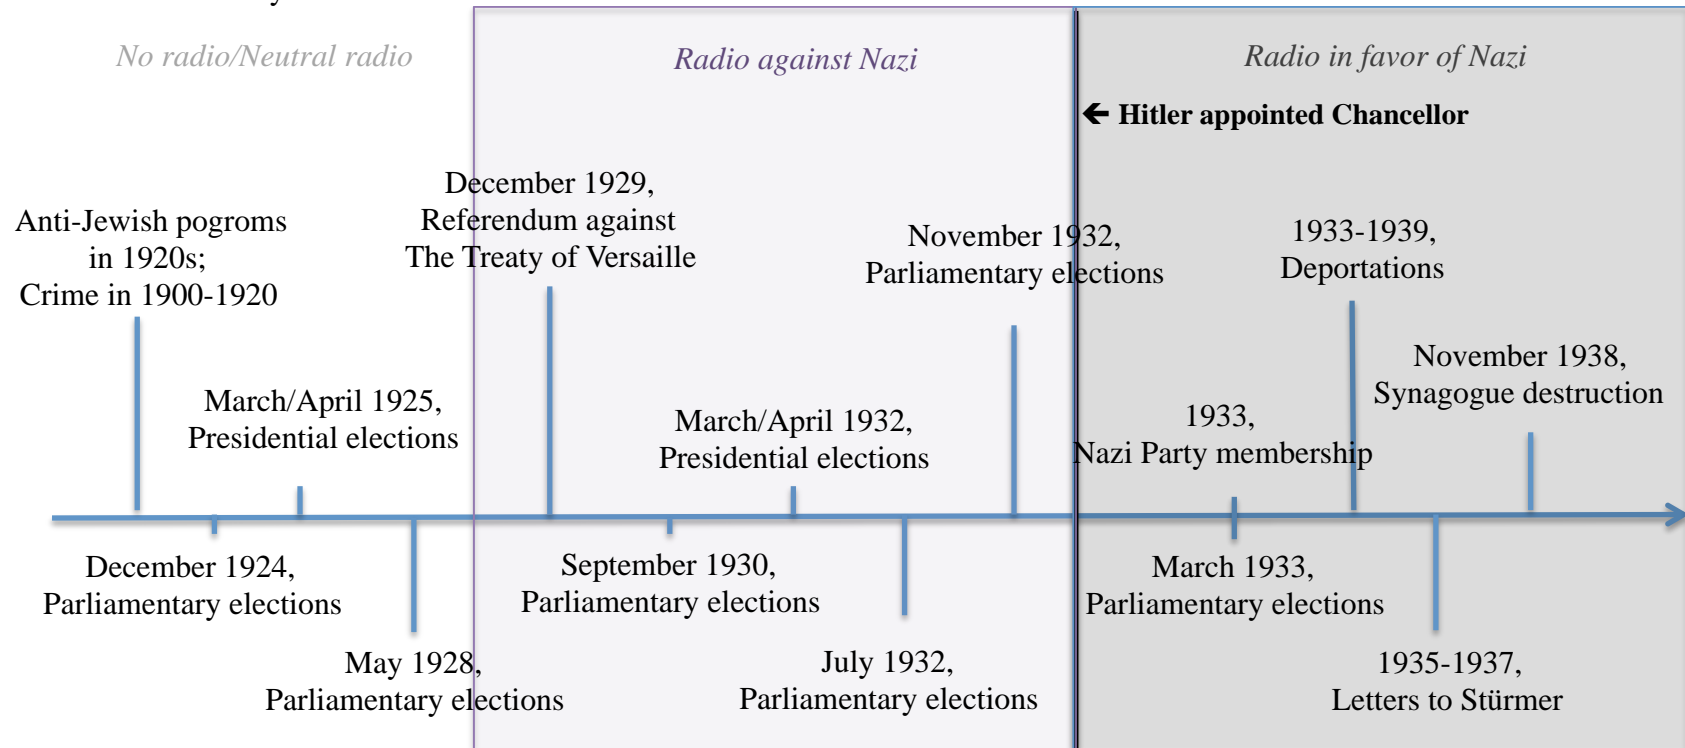 No radio/Neutral radio
Radio against Nazi
Radio in favor of Nazi
← Hitler appointed Chancellor
Anti-Jewish pogroms
in 1920s;
Crime in 1900-1920
December 1929,
Referendum against
The Treaty of Versaille
November 1932,
Parliamentary elections
1933-1939,
Deportations
March/April 1925,
Presidential elections
March/April 1932,
Presidential elections
1933,
Nazi Party membership
November 1938,
Synagogue destruction
December 1924,
Parliamentary elections
September 1930,
Parliamentary elections
March 1933,
Parliamentary elections
May 1928,
Parliamentary elections
July 1932,
Parliamentary elections
1935-1937,
Letters to Stürmer